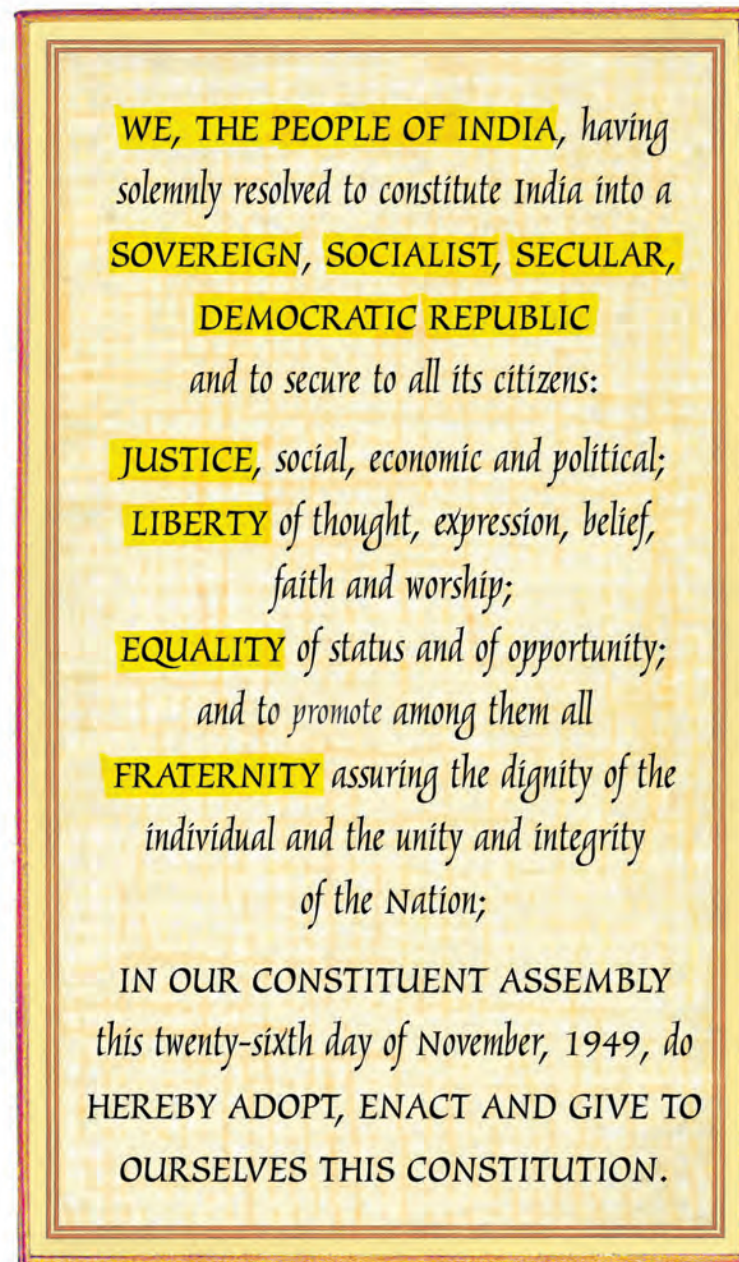 WE, THE PEOPLE OF INDIA, having
solemnly resolved to constitute India into a
SOVEREIGN, SOCIALIST, SECULAR,
DEMOCRATIC REPUBLIC
and to secure to all its citizens:
JUSTICE, social, economic and political;
LIBERTY of thought, expression, belief,
faith and worship;
EQUALITY of status and of opportunity;
and to promote among them all
FRATERNITY assuring the dignity of the
individual and the unity and integrity
of the Nation;
IN OUR CONSTITUENT ASSEMBLY
this twenty-sixth day of November, 1949, do
HEREBY ADOPT, ENACT AND GIVE TO
OURSELVES THIS CONSTITUTION.